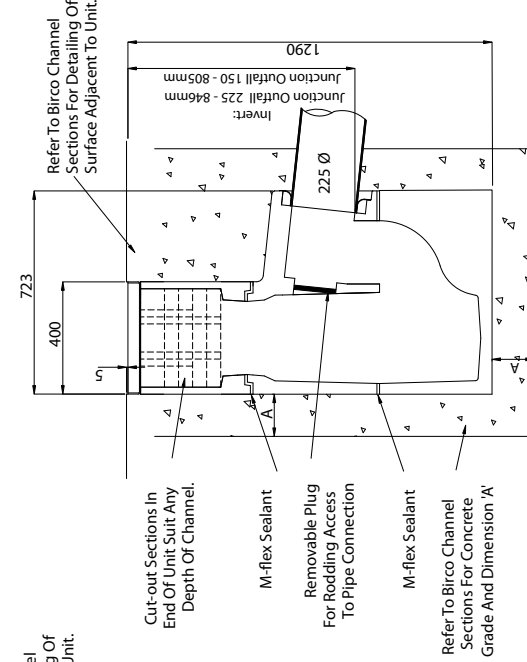 el
g Of
Unit.
Refer To Birco Channel
Sections For Detailing Of
Surface Adjacent To Unit.
723
400
5
1290
Invert:
Junction Outfall 225 - 846mm
Junction Outfall 150 - 805mm
225 Ø
Cut-out Sections In
End Of Unit Suit Any
Depth Of Channel.
A
M-flex Sealant
Removable Plug
For Rodding Access
To Pipe Connection
M-flex Sealant
Refer To Birco Channel
Sections For Concrete
Grade And Dimension 'A'
A